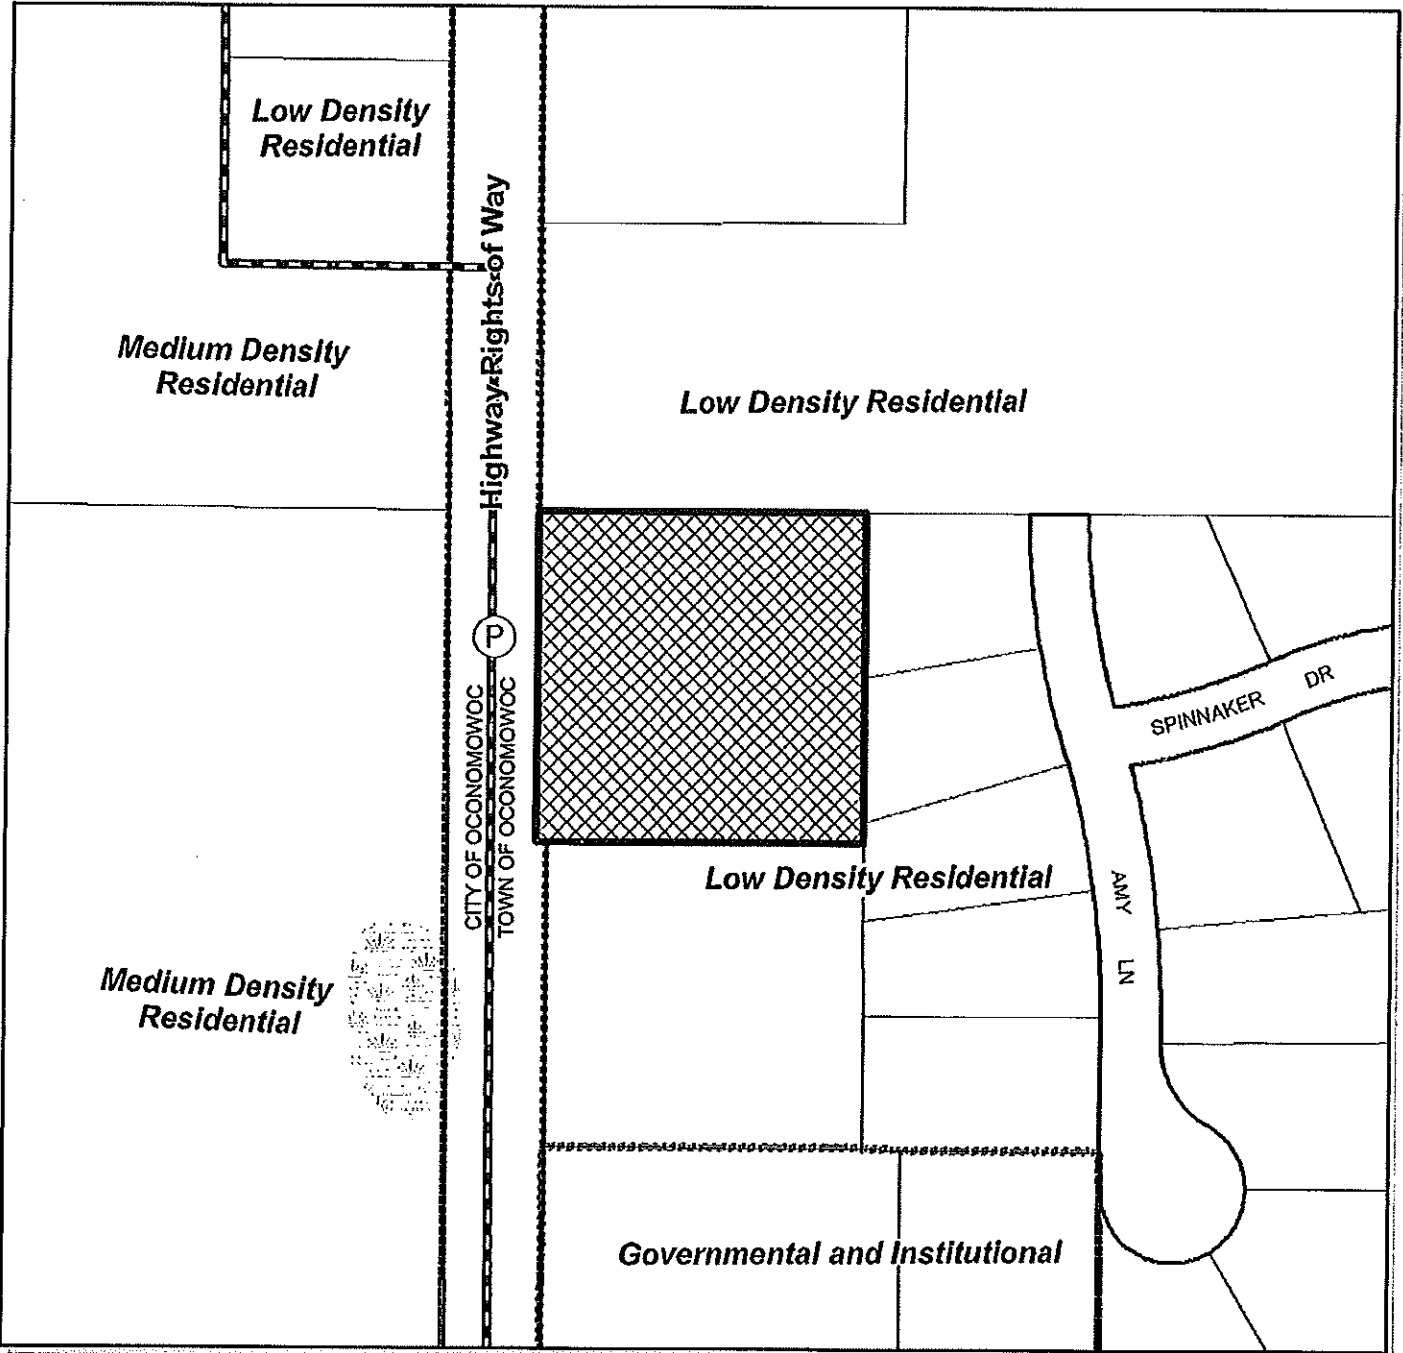 Low Density
Residential
Highway Rights of Way
Medium Density
Residential
Low Density Residential
P
CITY OF OCONOMOWOC
TOWN OF OCONOMOWOC
SPINNAKER DR
Low Density Residential
AMY LN
Medium Density
Residential
Governmental and Institutional